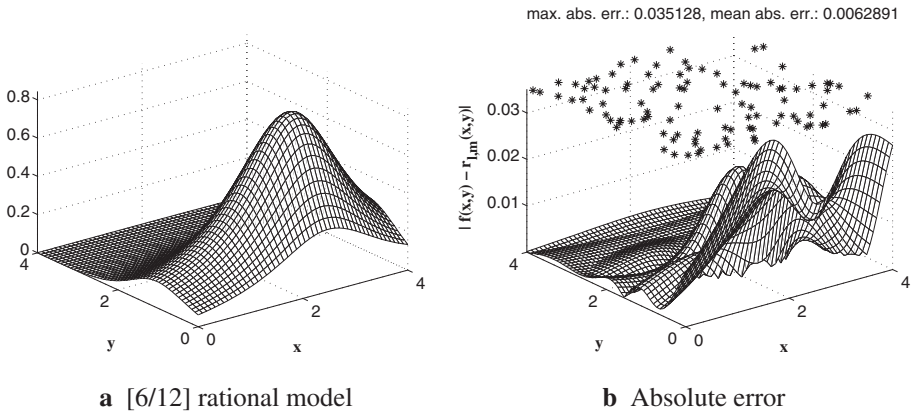 max. abs. err.: 0.035128, mean abs. err.: 0.0062891
0.8
0.6
0.4
0.2
0
4
2
0
y
0
2
4
x
0.03
0.02
0.01
| f(x,y) − r_{l,m}(x,y)|
4
2
0
y
0
2
4
x
a [6/12] rational model
b Absolute error